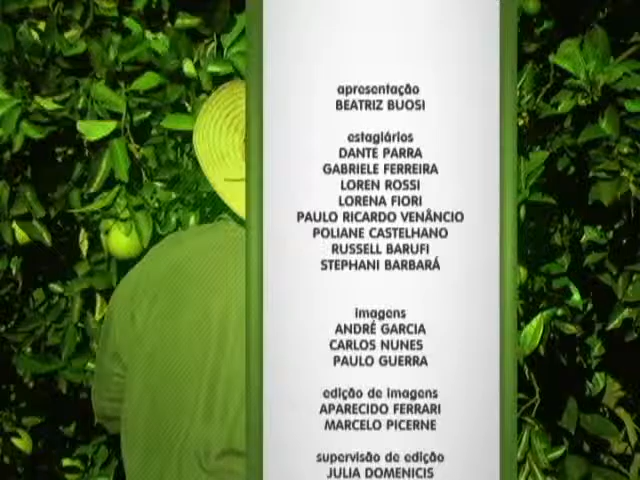 apresentação
BEATRIZ BUOSI
estagiários
DANTE PARRA
GABRIELE FERREIRA
LOREN ROSSI
LORENA FIORI
PAULO RICARDO VENÂNCIO
POLIANE CASTELHANO
RUSSELL BARUFI
STEPHANI BARBARÁ
imagens
ANDRÉ GARCIA
CARLOS NUNES
PAULO GUERRA
edição de imagens
APARECIDO FERRARI
MARCELO PICERNE
supervisão de edição
JULIA DOMENICIS